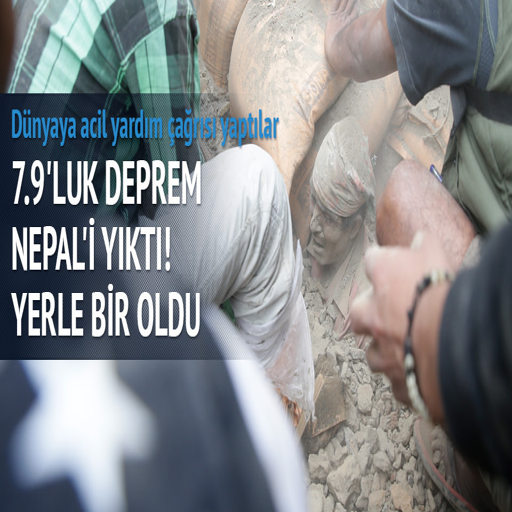 Dünyaya acil yardım çağrısı yaptılar
7.9'LUK DEPREM
NEPAL'İ YIKTI!
YERLE BİR OLDU